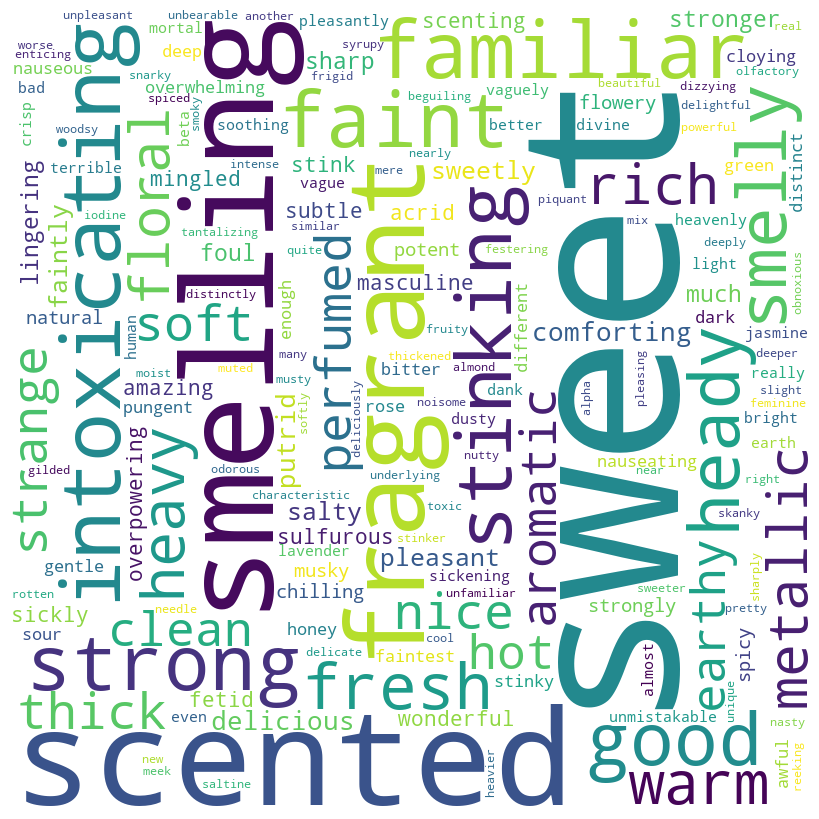 unpleasant
unbearable
another
pleasantly
scenting
stronger
real
worse
enticing
mortal
deep
snarky
syrupy
sharp
familiar
cloying
olfactory
nauseous
bad
overwhelming
frigid
vaguely
beautiful
dizzying
intoxicating
smelling
crisp
spiced
smoky
beguiling
flowery
delightful
woodsy
floral
beta
soothing
faint
better
divine
powerful
sweet
smelly
distinct
terrible
intense
stink
nearly
lingering
mingled
vague
mere
sweetly
rich
green
faintly
iodine
tantalizing
subtle
similar
acrid
piquant
mix
heavenly
foul
quite
fragrant
potent
festering
stinking
deeply
natural
human
distinctly
perfumed
masculine
light
obnoxious
soft
enough
fruity
different
comforting
much
dark
jasmine
strange
moist
muted
many
thickened
almond
deeper
really
amazing
musty
bitter
dank
alpha
pleasing
slight
feminine
pungent
putrid
softly
deliciously
rose
noisome
dusty
aromatic
heady
bright
heavy
overpowering
nutty
earth
gilded
odorous
underlying
nauseating
near
right
characteristic
toxic
metallic
salty
skanky
sulfurous
stinker
gentle
lavender
pleasant
earthy
sharply
musky
sickening
rotten
chilling
unfamiliar
sweeter
pretty
sickly
needle
clean
nice
strongly
sour
honey
cool
hot
spicy
strong
delicate
faintest
almost
fresh
stinky
unique
thick
fetid
even
delicious
wonderful
unmistakable
nasty
scented
good
new
meek
saltine
heavier
warm
awful
reeking